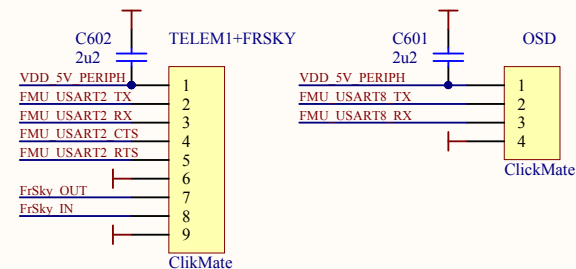 C602
2u2
TELEM1+FRSKY
VDD_5V_PERIPH
1
FMU_USART2_TX
2
FMU_USART2_RX
3
FMU_USART2_CTS
4
FMU_USART2_RTS
5
6
FrSky_OUT
7
FrSky_IN
8
9
ClikMate
C601
2u2
OSD
VDD_5V_PERIPH
1
FMU_USART8_TX
2
FMU_USART8_RX
3
4
ClickMate